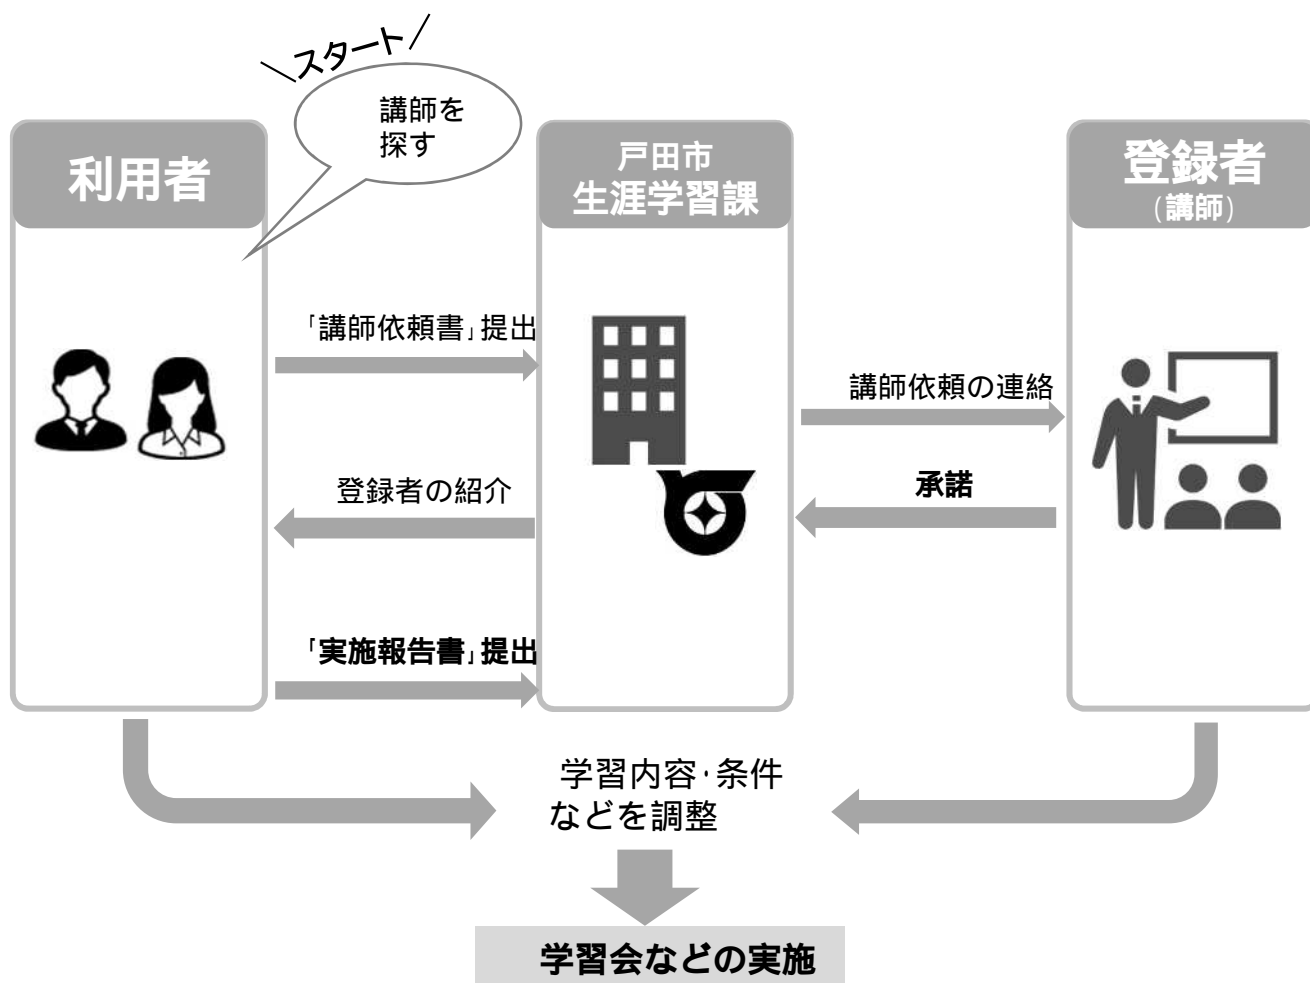 ＼スタート／
講師を
探す
利用者
戸田市
生涯学習課
登録者
(講師)
「講師依頼書」提出
講師依頼の連絡
承諾
登録者の紹介
「実施報告書」提出
学習内容・条件
などを調整
学習会などの実施